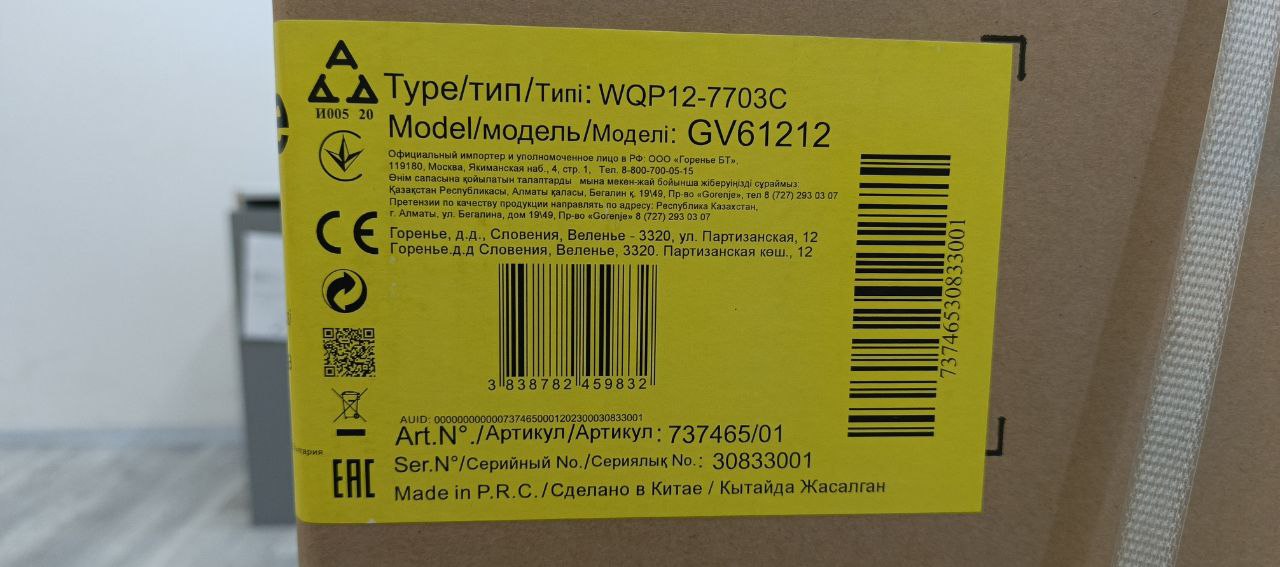 Type/тип/Типі: WQP12-7703C
Model/модель/Моделі: GV61212
И005 20
Официальный импортер и уполномоченное лицо в РФ: ООО «Горенье БТ»,
119180, Москва, Якиманская наб., 4, стр. 1, Тел. 8-800-700-05-15
Өнім сапасына қойылатын талаптарды мына мекен-жай бойынша жіберуіңізді сұраймыз:
Қазақстан Республикасы, Алматы қаласы, Бегалин қ. 19\49, Пр-во «Gorenje», тел 8 (727) 293 03 07
Претензии по качеству продукции направлять по адресу: Республика Казахстан,
г. Алматы, ул. Бегалина, дом 19\49, Пр-во «Gorenje» 8 (727) 293 03 07
Горенье, д.д., Словения, Веленье - 3320, ул. Партизанская, 12
Горенье.д.д Словения, Веленье, 3320. Партизанская көш., 12
CE
3 838782 459832
73746530833001
AUID: 0000000000007374650001202300030833001
Art.N°./Артикул/Артикул: 737465/01
Ser.N°/Серийный No./Сериялық No.: 30833001
EAC
Made in P.R.C./Сделано в Китае / Кытайда Жасалған